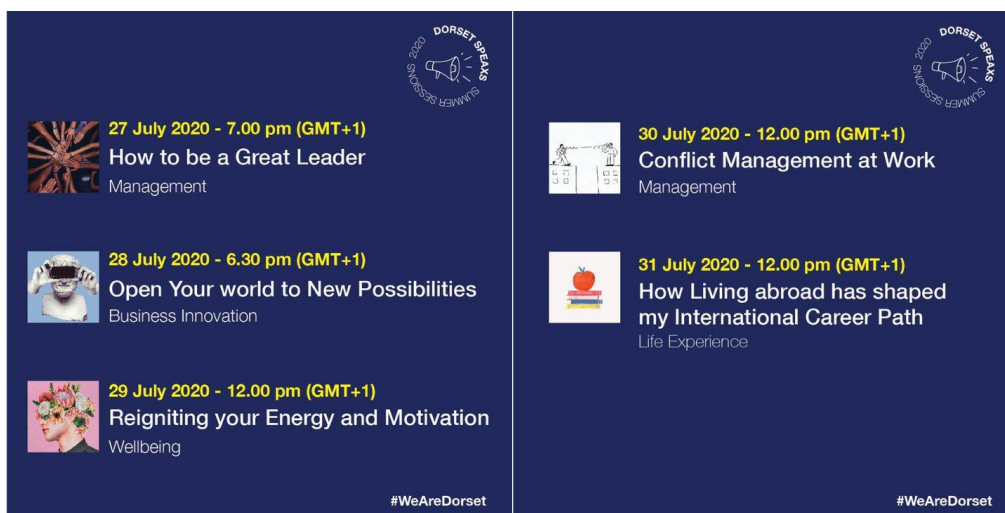 DORSET SPEAXS
SUMMER SESSIONS 2020
27 July 2020 - 7.00 pm (GMT+1)
How to be a Great Leader
Management
28 July 2020 - 6.30 pm (GMT+1)
Open Your world to New Possibilities
Business Innovation
29 July 2020 - 12.00 pm (GMT+1)
Reigniting your Energy and Motivation
Wellbeing
#WeAreDorset
DORSET SPEAXS
SUMMER SESSIONS 2020
30 July 2020 - 12.00 pm (GMT+1)
Conflict Management at Work
Management
31 July 2020 - 12.00 pm (GMT+1)
How Living abroad has shaped
my International Career Path
Life Experience
#WeAreDorset